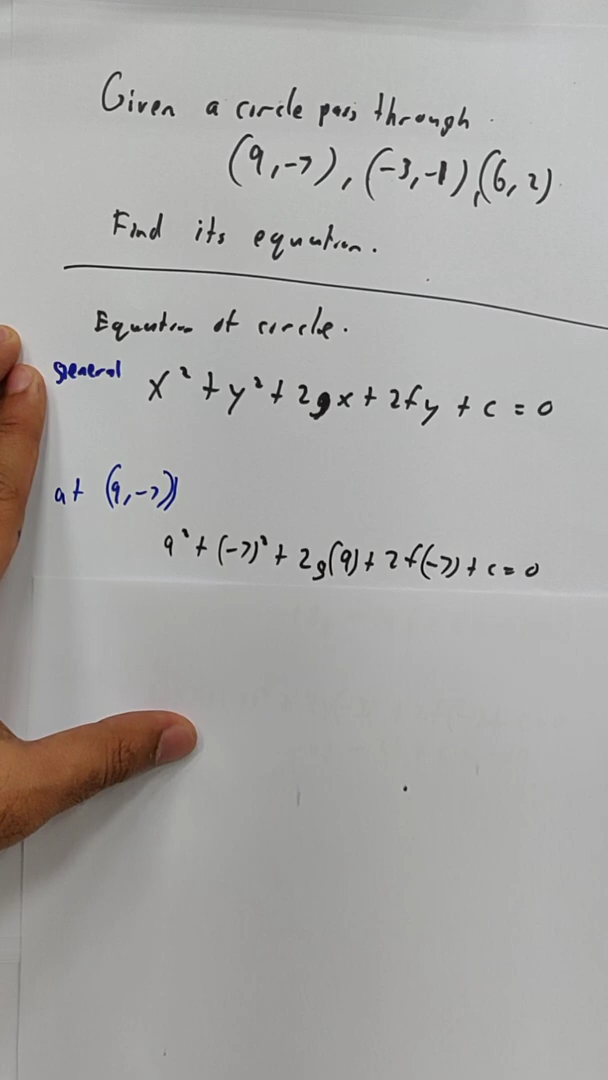 Given a circle pass through.
(9,-7), (-3,-1), (6,2)
Find its equation.
Equation of circle.
general x² + y² + 2gx + 2fy + c = 0
at (9,-7)
9² + (-7)² + 2g(9) + 2f(-7) + c = 0